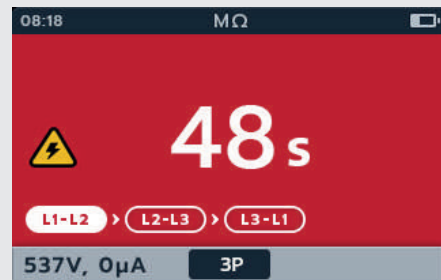 08:18 MΩ
48 s
L1-L2 > L2-L3 > L3-L1
537V, 0µA 3P